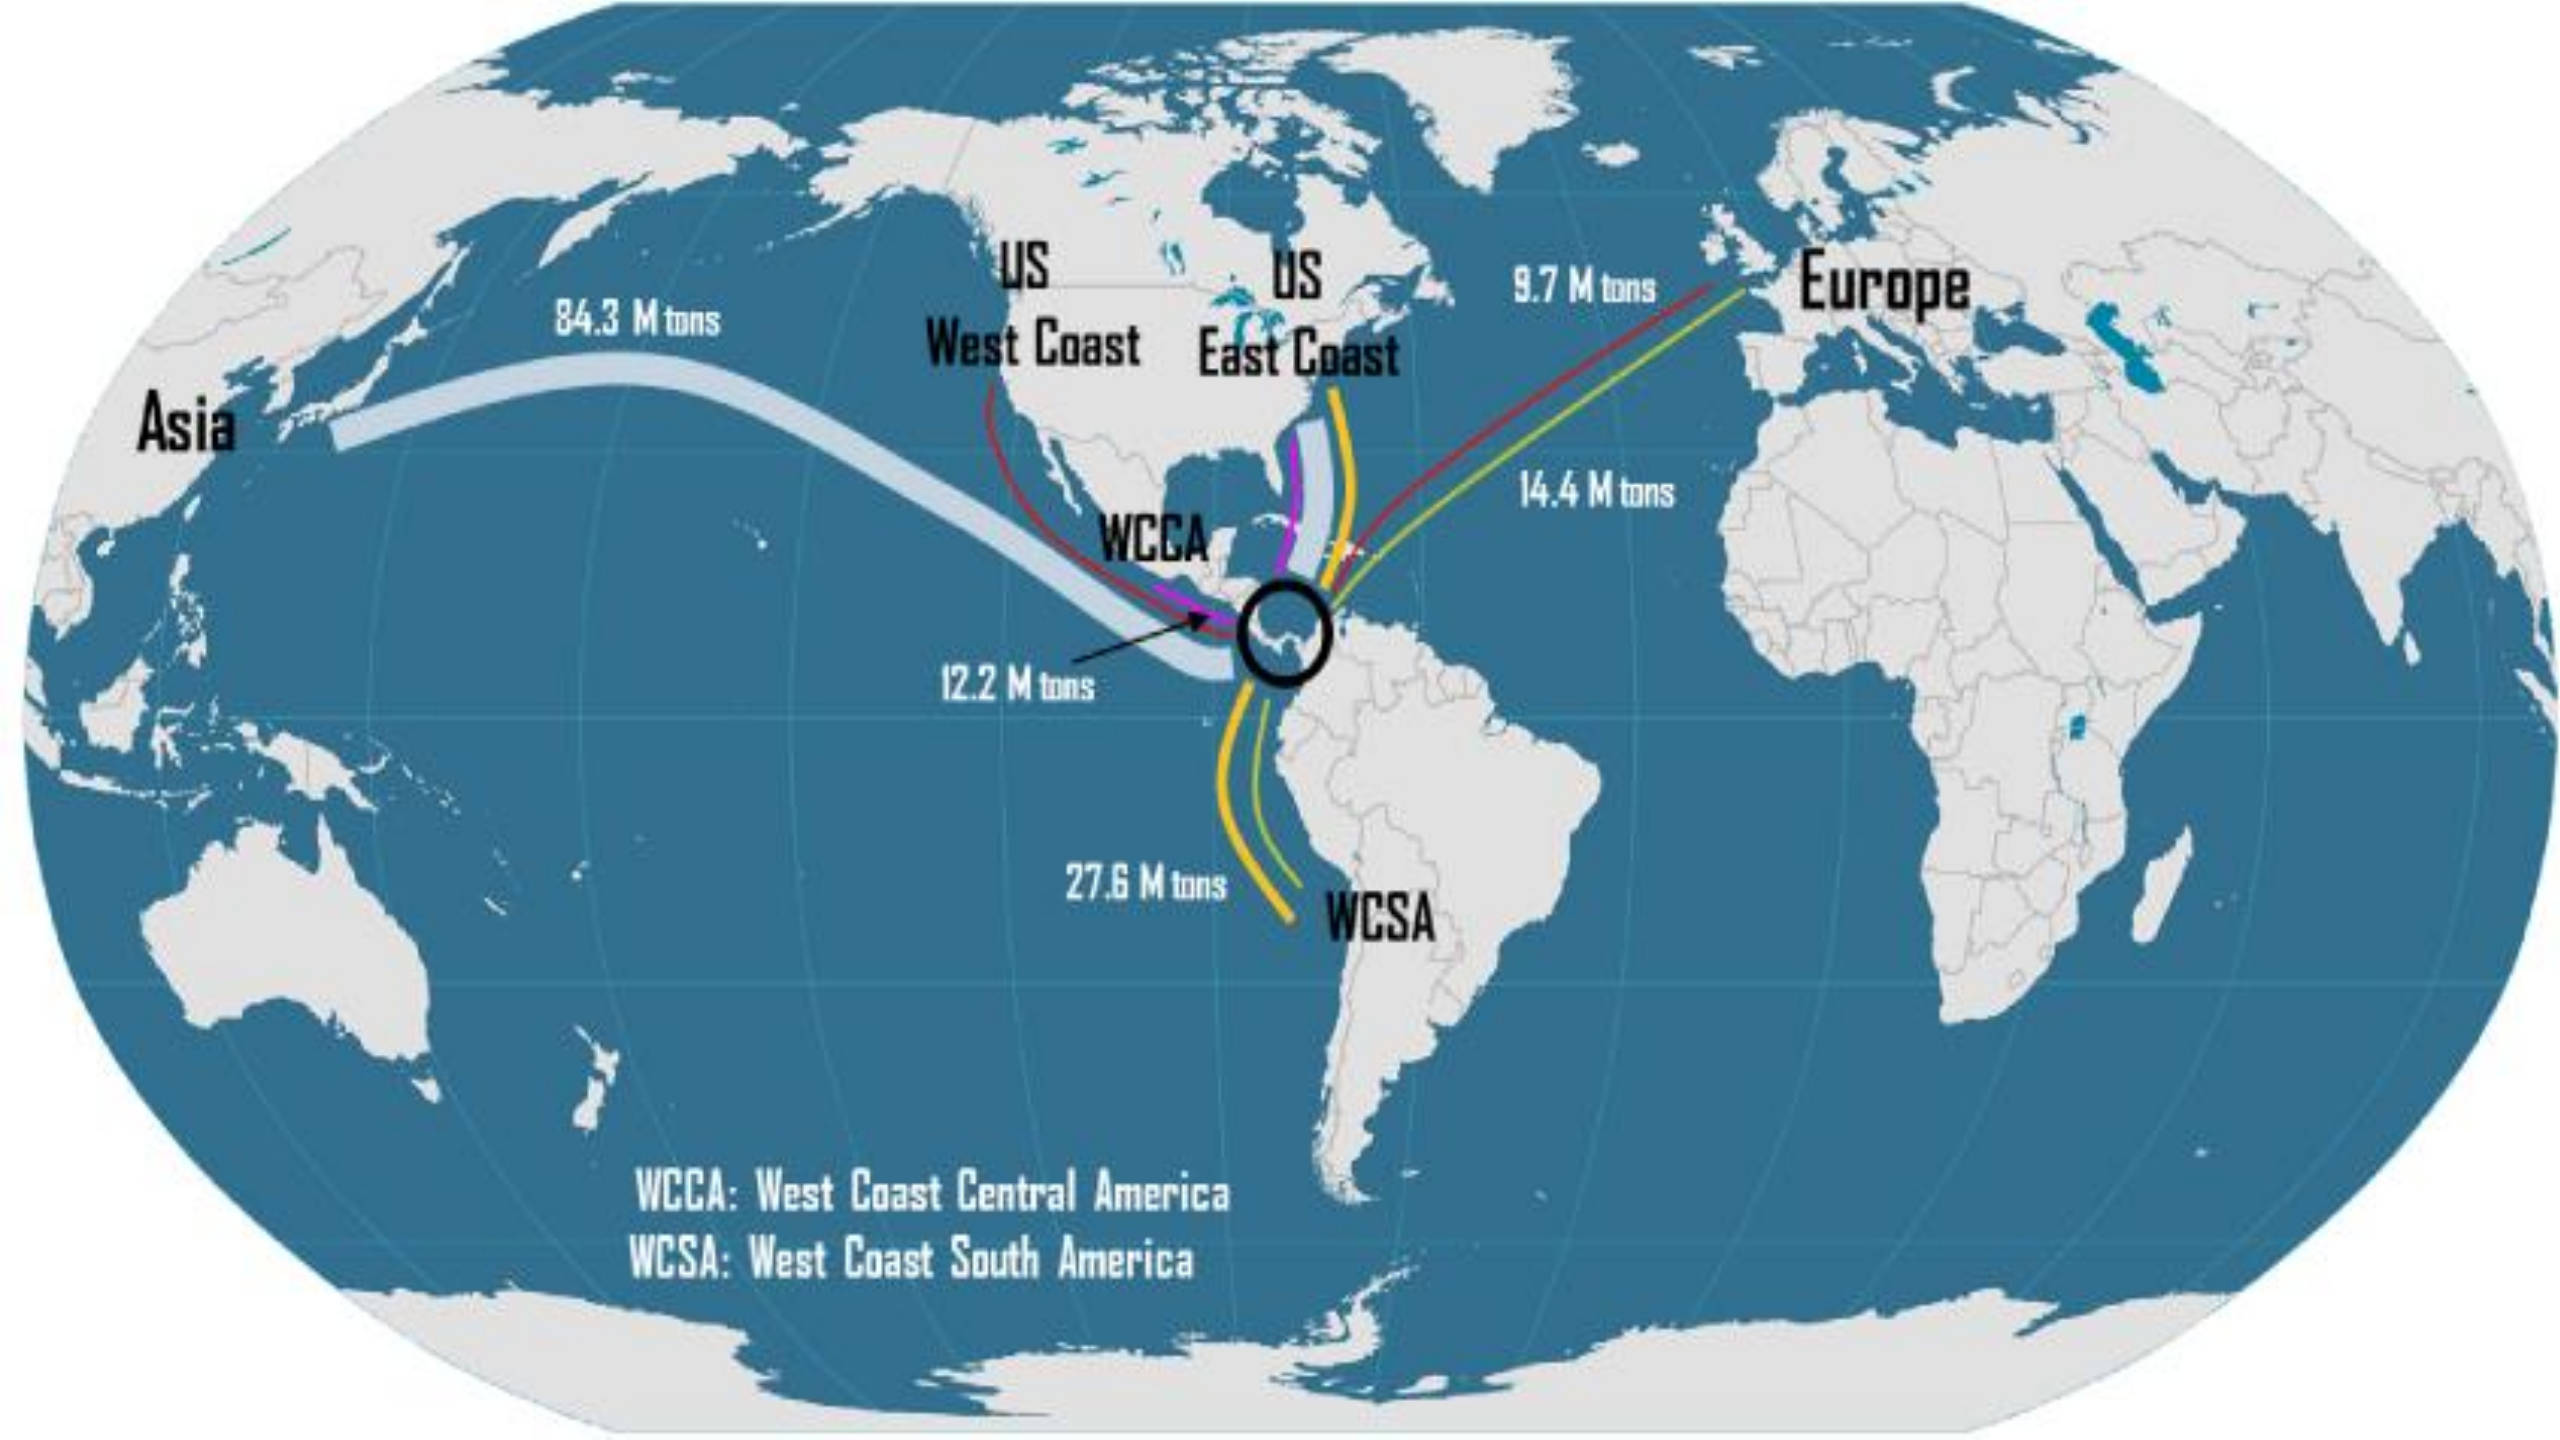 US
West Coast
US
East Coast
9.7 M tons
Europe
84.3 M tons
Asia
14.4 M tons
WCCA
12.2 M tons
27.6 M tons
WCSA
WCCA: West Coast Central America
WCSA: West Coast South America